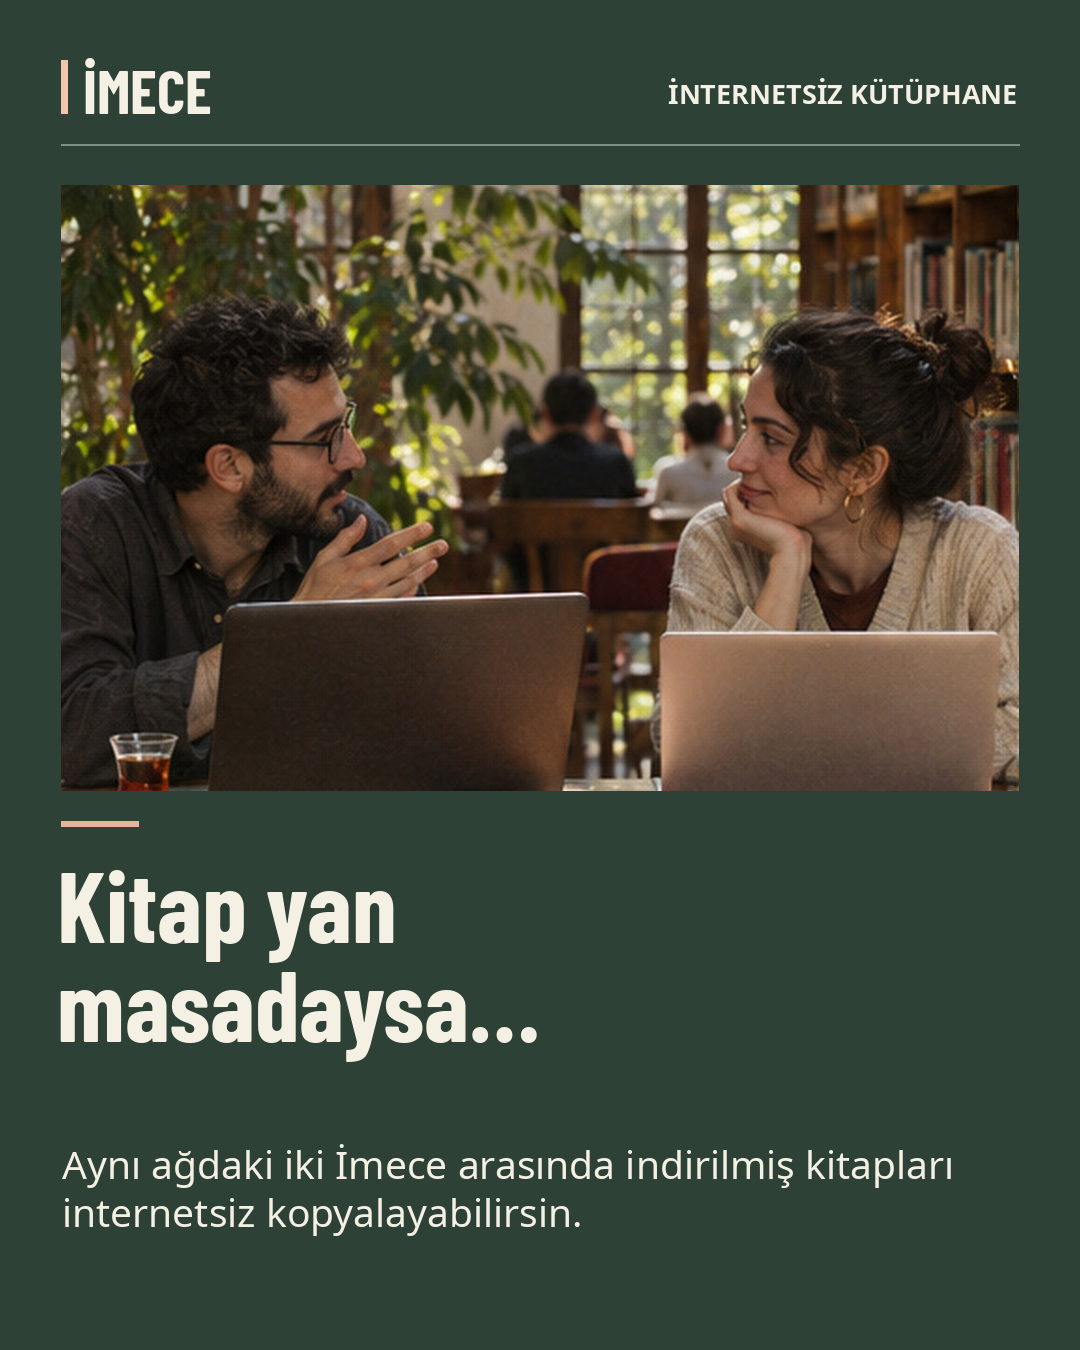 İMECE
İNTERNETSİZ KÜTÜPHANE
Kitap yan
masadaysa...
Aynı ağdaki iki İmece arasında indirilmiş kitapları
internetsiz kopyalayabilirsin.